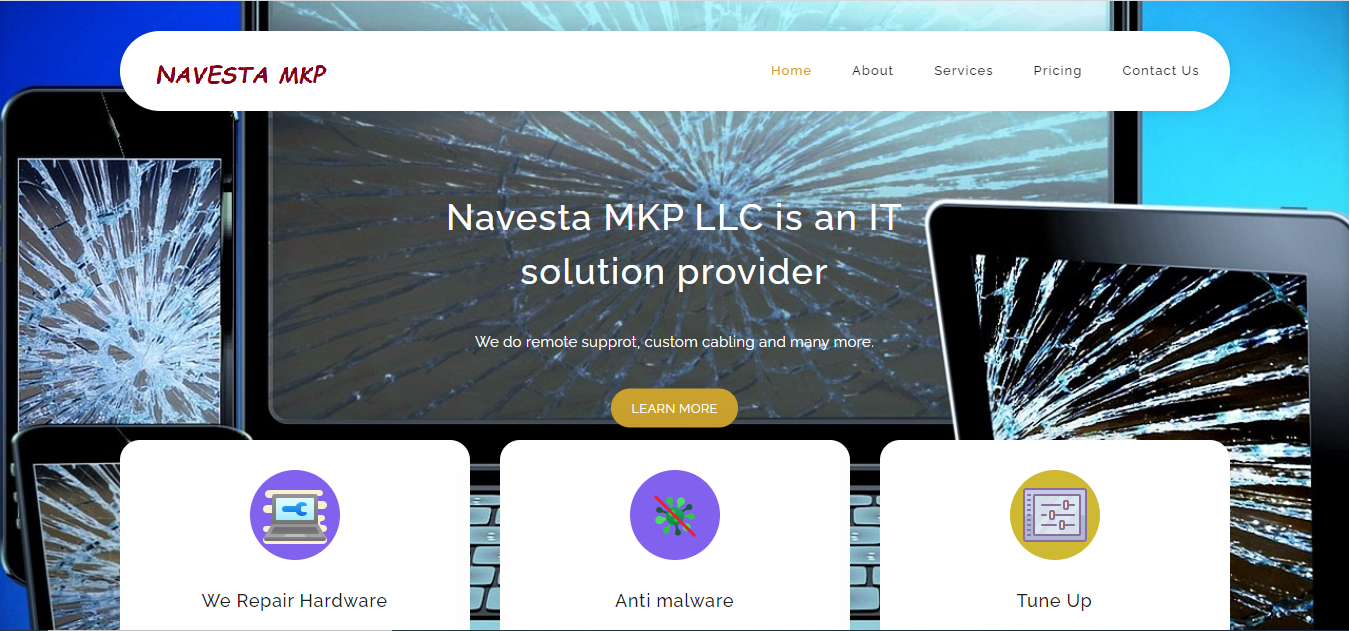 NAVESTA MKP
Home About Services Pricing Contact Us
Navesta MKP LLC is an IT
solution provider
We do remote supprot, custom cabling and many more.
LEARN MORE
We Repair Hardware
Anti malware
Tune Up